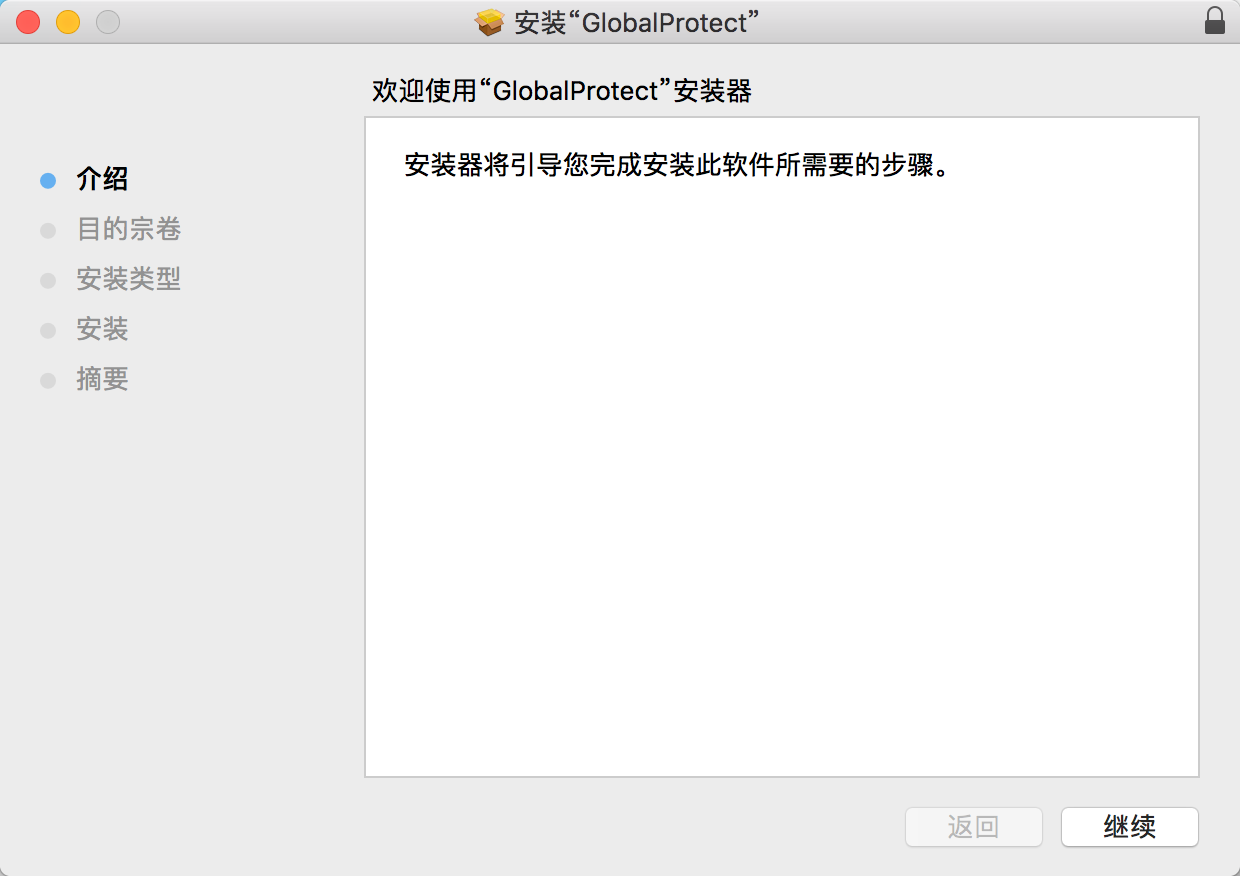 安装“GlobalProtect”
欢迎使用“GlobalProtect”安装器
介绍
目的宗卷
安装类型
安装
摘要
安装器将引导您完成安装此软件所需要的步骤。
返回
继续